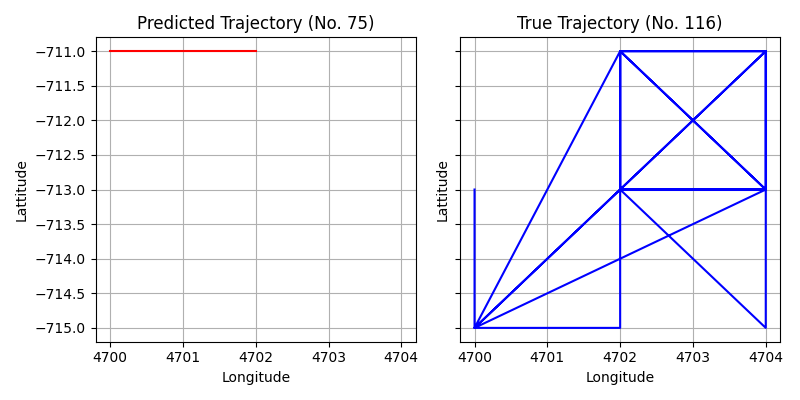 Predicted Trajectory (No. 75)
Lattitude
−711.0
−711.5
−712.0
−712.5
−713.0
−713.5
−714.0
−714.5
−715.0
4700 4701 4702 4703 4704
Longitude
True Trajectory (No. 116)
Lattitude
4700 4701 4702 4703 4704
Longitude